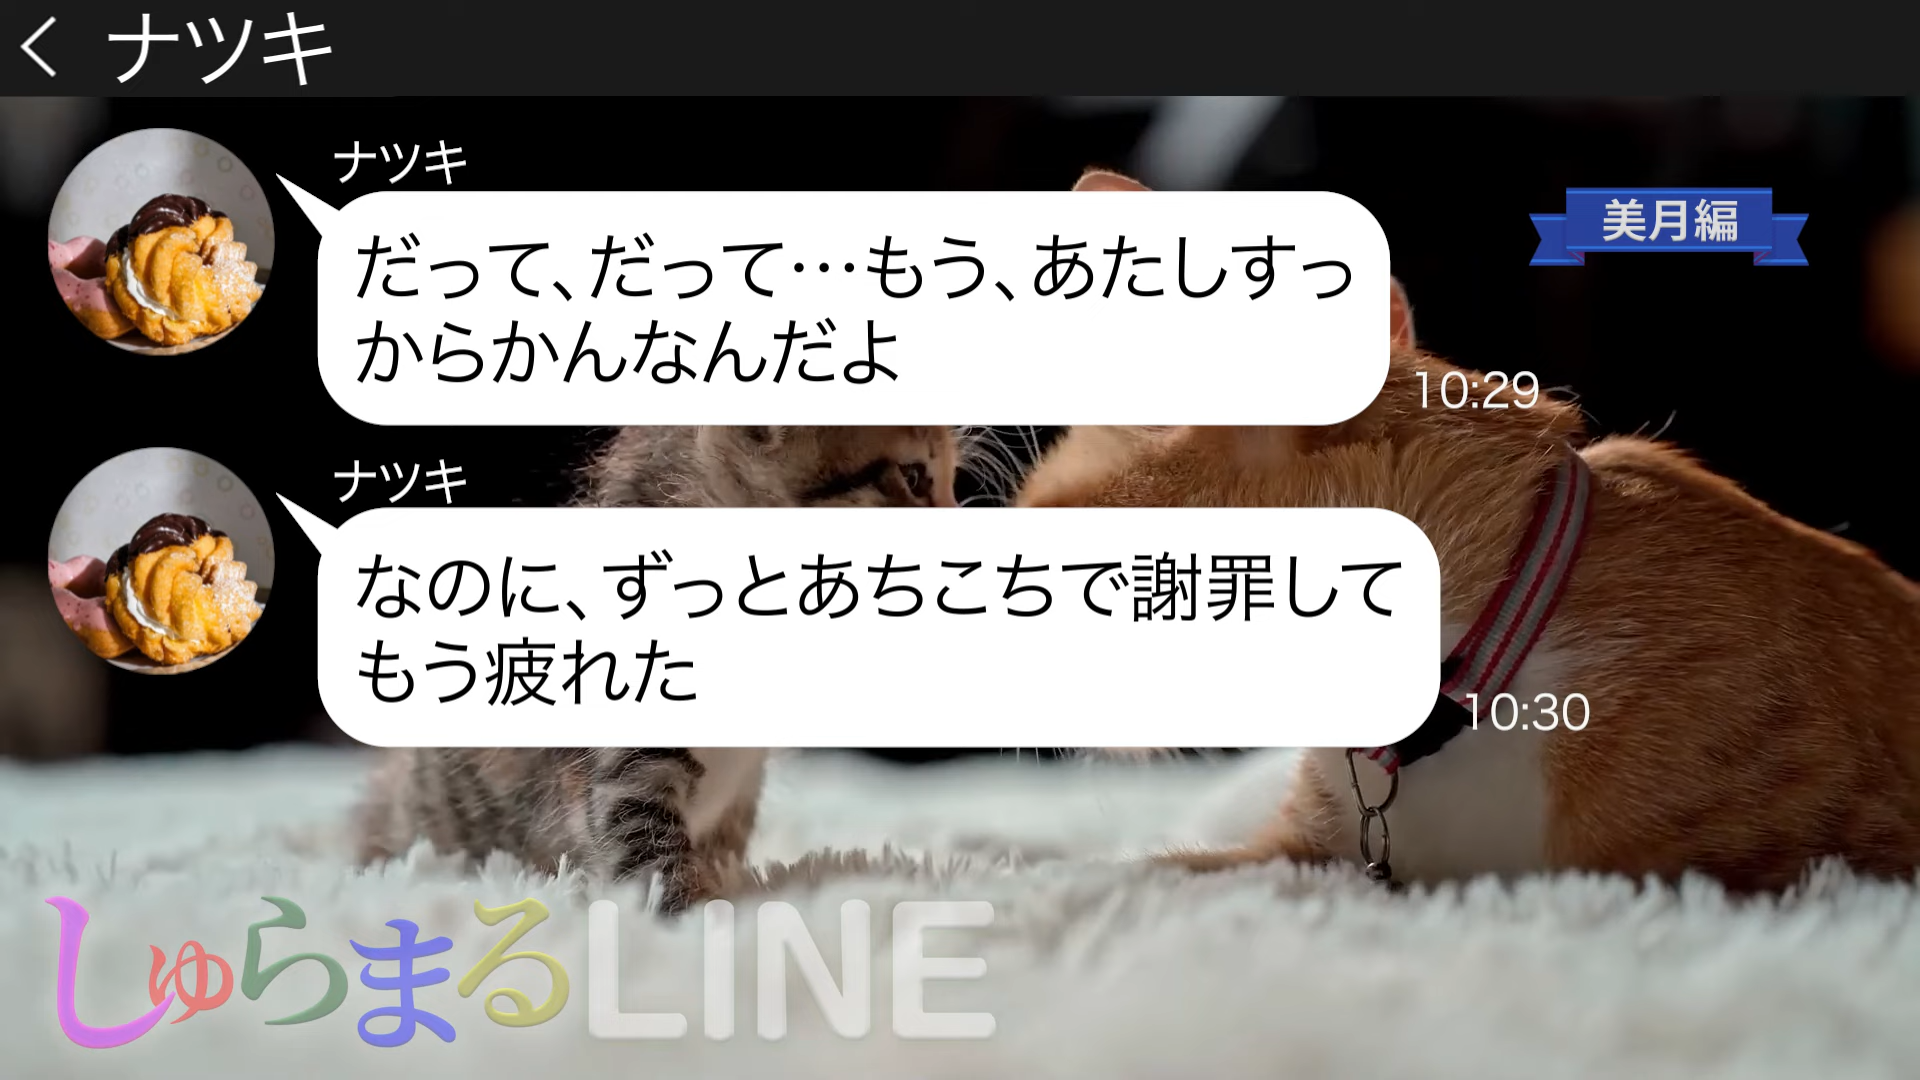 ナツキ
ナツキ
美月編
だって、だって…もう、あたしすっ
からかんなんだよ
10:29
ナツキ
なのに、ずっとあちこちで謝罪して
もう疲れた
10:30
しゅらまるLINE